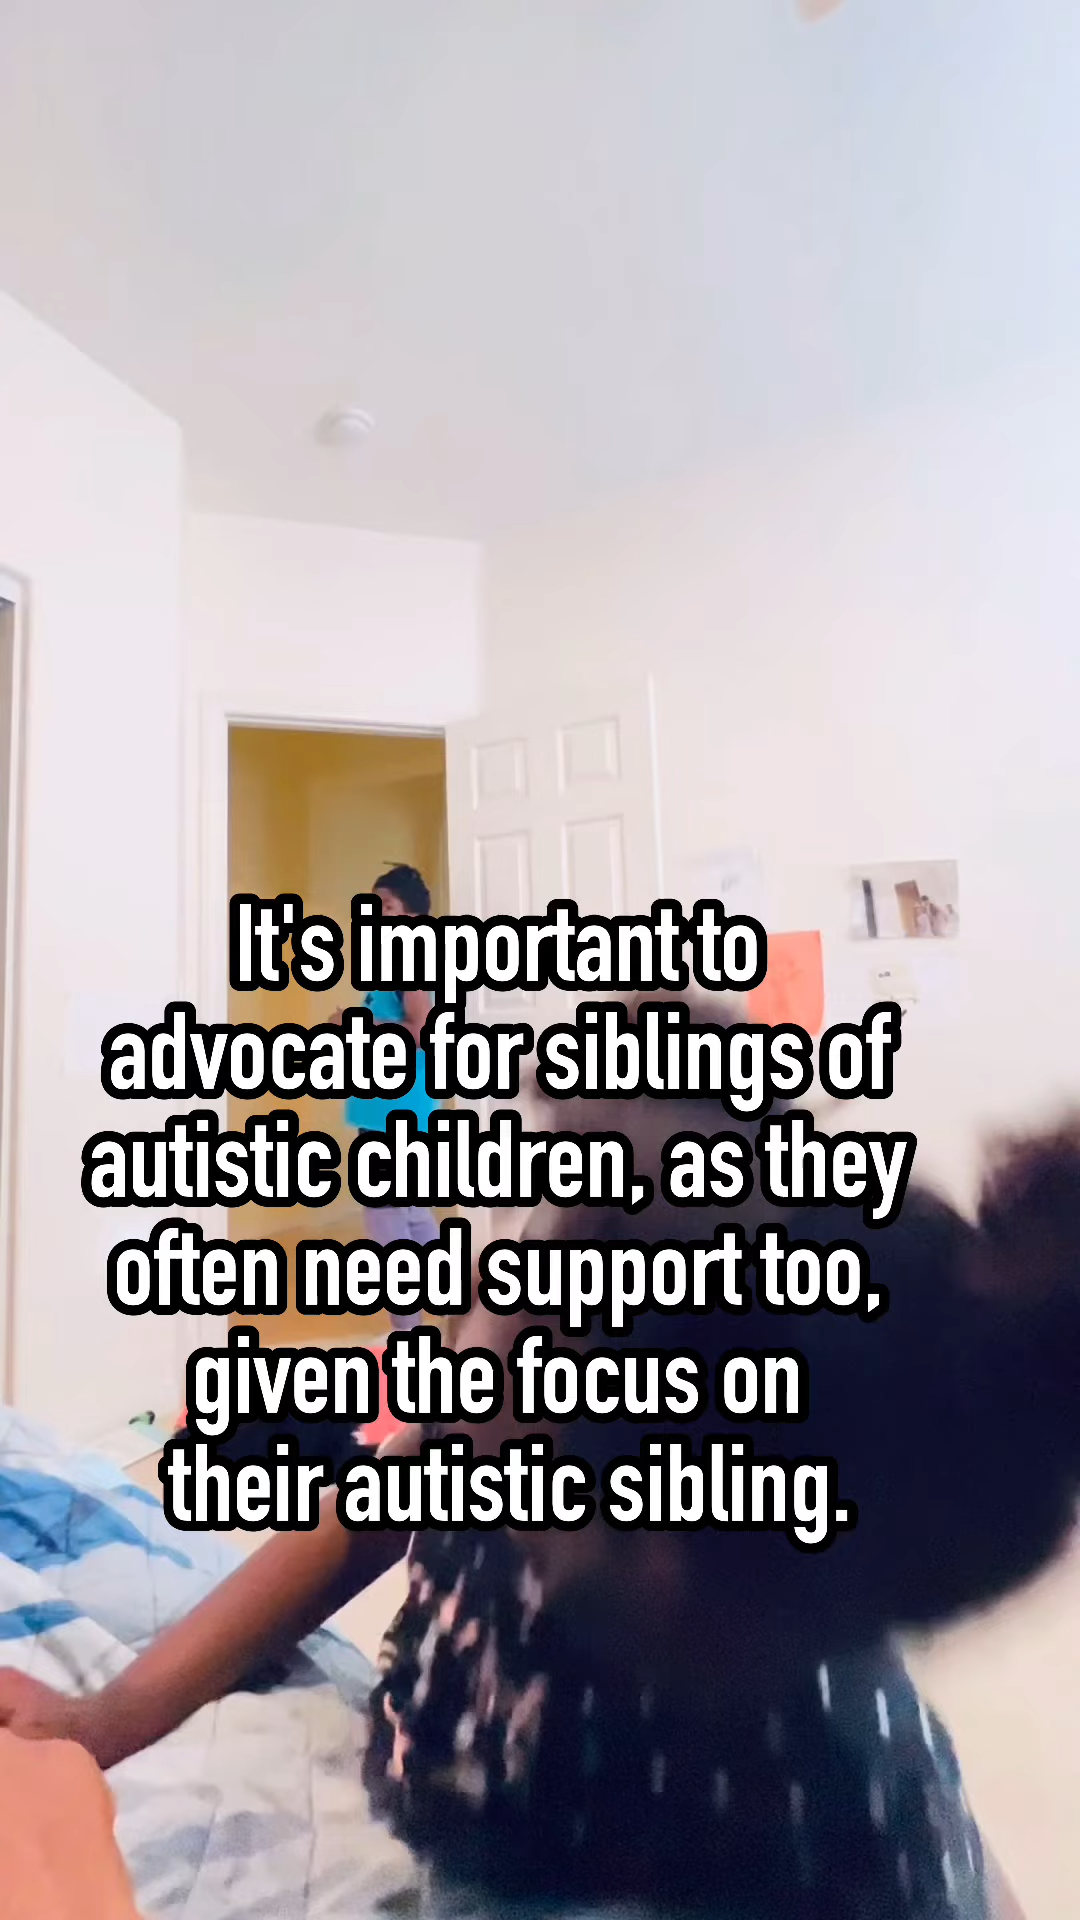 It's important to
advocate for siblings of
autistic children, as they
often need support too,
given the focus on
their autistic sibling.